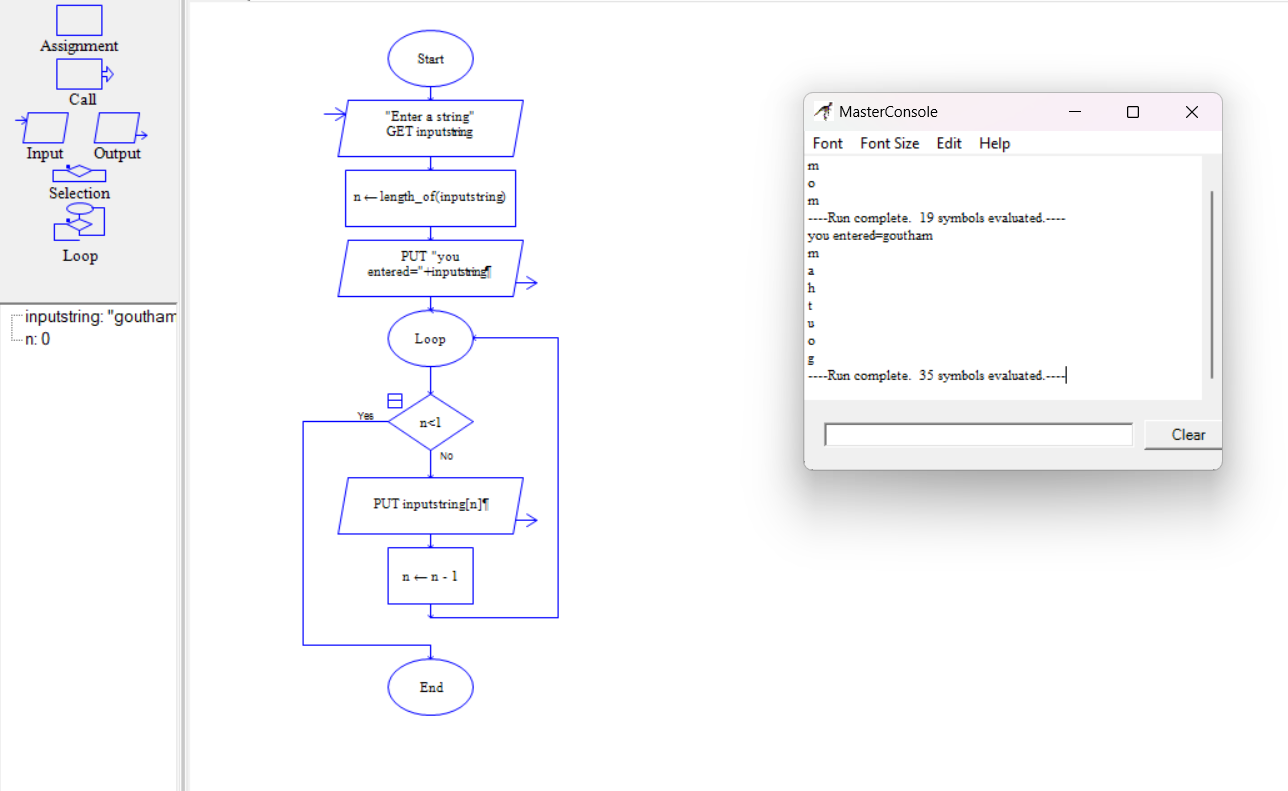 Assignment
Call
Input
Output
Selection
Loop
inputstring: "goutham
n: 0
Start
"Enter a string"
GET inputstring
n ← length_of(inputstring)
PUT "you
entered="+inputstring¶
Loop
Yes
n<1
No
PUT inputstring[n]¶
n ← n - 1
End
MasterConsole
Font Font Size Edit Help
m
o
m
----Run complete. 19 symbols evaluated.----
you entered=goutham
m
a
h
t
u
o
g
----Run complete. 35 symbols evaluated.----
Clear